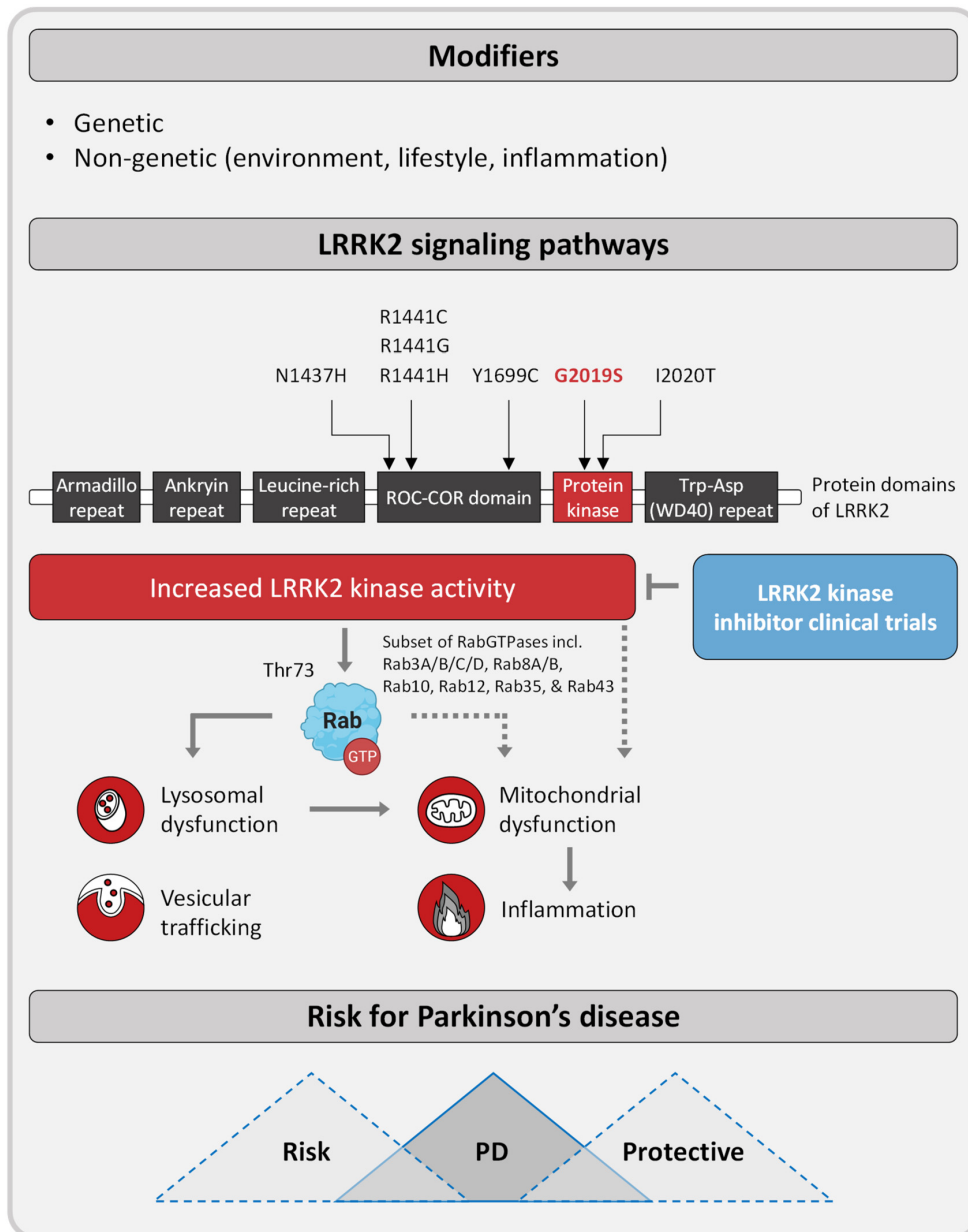 Modifiers
• Genetic
• Non-genetic (environment, lifestyle, inflammation)
LRRK2 signaling pathways
R1441C
R1441G
N1437H R1441H Y1699C G2019S I2020T
Armadillo
repeat
Ankryin
repeat
Leucine-rich
repeat
ROC-COR domain
Protein
kinase
Trp-Asp
(WD40) repeat
Protein domains
of LRRK2
Increased LRRK2 kinase activity
LRRK2 kinase
inhibitor clinical trials
Thr73
Subset of RabGTPases incl.
Rab3A/B/C/D, Rab8A/B,
Rab10, Rab12, Rab35, & Rab43
Rab
GTP
Lysosomal
dysfunction
Mitochondrial
dysfunction
Vesicular
trafficking
Inflammation
Risk for Parkinson’s disease
Risk PD Protective